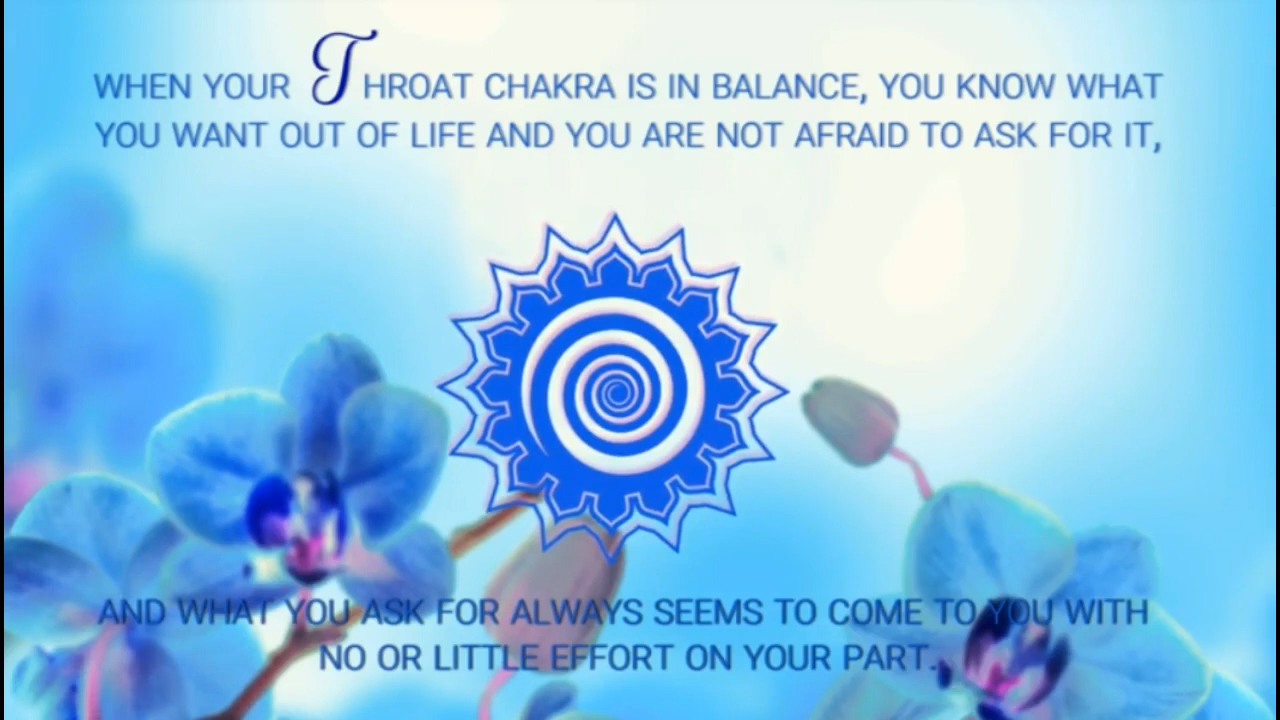 WHEN YOUR THROAT CHAKRA IS IN BALANCE, YOU KNOW WHAT
YOU WANT OUT OF LIFE AND YOU ARE NOT AFRAID TO ASK FOR IT,
AND WHAT YOU ASK FOR ALWAYS SEEMS TO COME TO YOU WITH
NO OR LITTLE EFFORT ON YOUR PART.